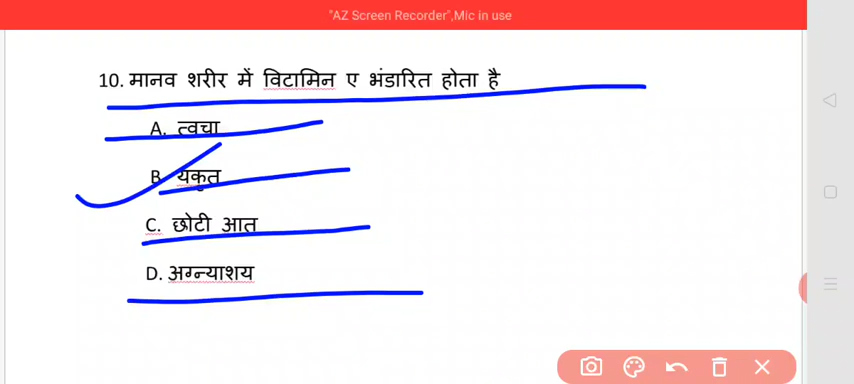 "AZ Screen Recorder",Mic in use
10. मानव शरीर में विटामिन ए भंडारित होता है
A. त्वचा
B. यकृत
C. छोटी आत
D. अग्न्याशय